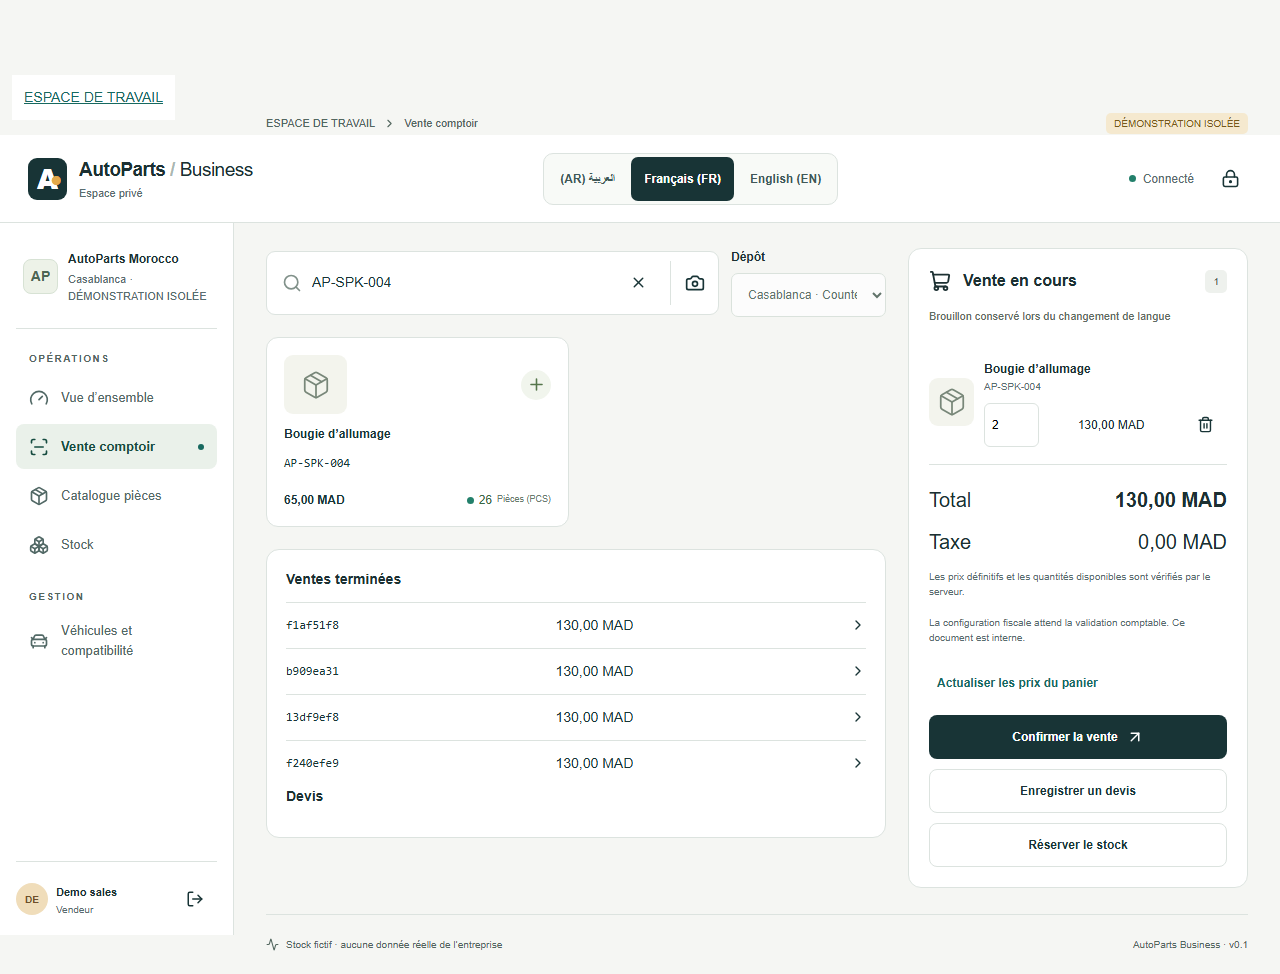 ESPACE DE TRAVAIL
ESPACE DE TRAVAIL > Vente comptoir
DÉMONSTRATION ISOLÉE
AutoParts / Business
Espace privé
(AR) العربية
Français (FR)
English (EN)
Connecté
AP
AutoParts Morocco
Casablanca ·
DÉMONSTRATION ISOLÉE
OPÉRATIONS
Vue d’ensemble
Vente comptoir
Catalogue pièces
Stock
GESTION
Véhicules et
compatibilité
DE
Demo sales
Vendeur
AP-SPK-004
Dépôt
Casablanca · Counte
Bougie d’allumage
AP-SPK-004
65,00 MAD
26 Pièces (PCS)
Ventes terminées
f1af51f8 130,00 MAD
b909ea31 130,00 MAD
13df9ef8 130,00 MAD
f240efe9 130,00 MAD
Devis
Vente en cours
1
Brouillon conservé lors du changement de langue
Bougie d’allumage
AP-SPK-004
2
130,00 MAD
Total 130,00 MAD
Taxe 0,00 MAD
Les prix définitifs et les quantités disponibles sont vérifiés par le
serveur.
La configuration fiscale attend la validation comptable. Ce
document est interne.
Actualiser les prix du panier
Confirmer la vente
Enregistrer un devis
Réserver le stock
Stock fictif · aucune donnée réelle de l’entreprise
AutoParts Business · v0.1